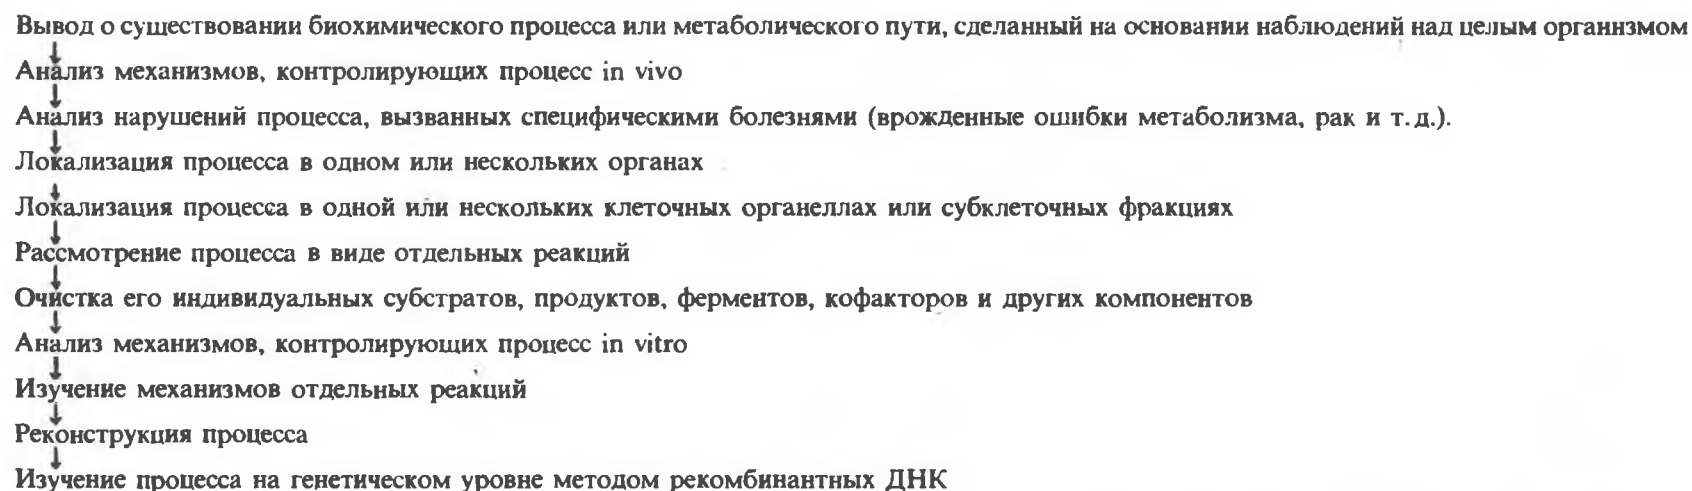 Вывод о существовании биохимического процесса или метаболического пути, сделанный на основании наблюдений над целым организмом
Анализ механизмов, контролирующих процесс in vivo
Анализ нарушений процесса, вызванных специфическими болезнями (врожденные ошибки метаболизма, рак и т.д.).
Локализация процесса в одном или нескольких органах
Локализация процесса в одной или нескольких клеточных органеллах или субклеточных фракциях
Рассмотрение процесса в виде отдельных реакций
Очистка его индивидуальных субстратов, продуктов, ферментов, кофакторов и других компонентов
Анализ механизмов, контролирующих процесс in vitro
Изучение механизмов отдельных реакций
Реконструкция процесса
Изучение процесса на генетическом уровне методом рекомбинантных ДНК